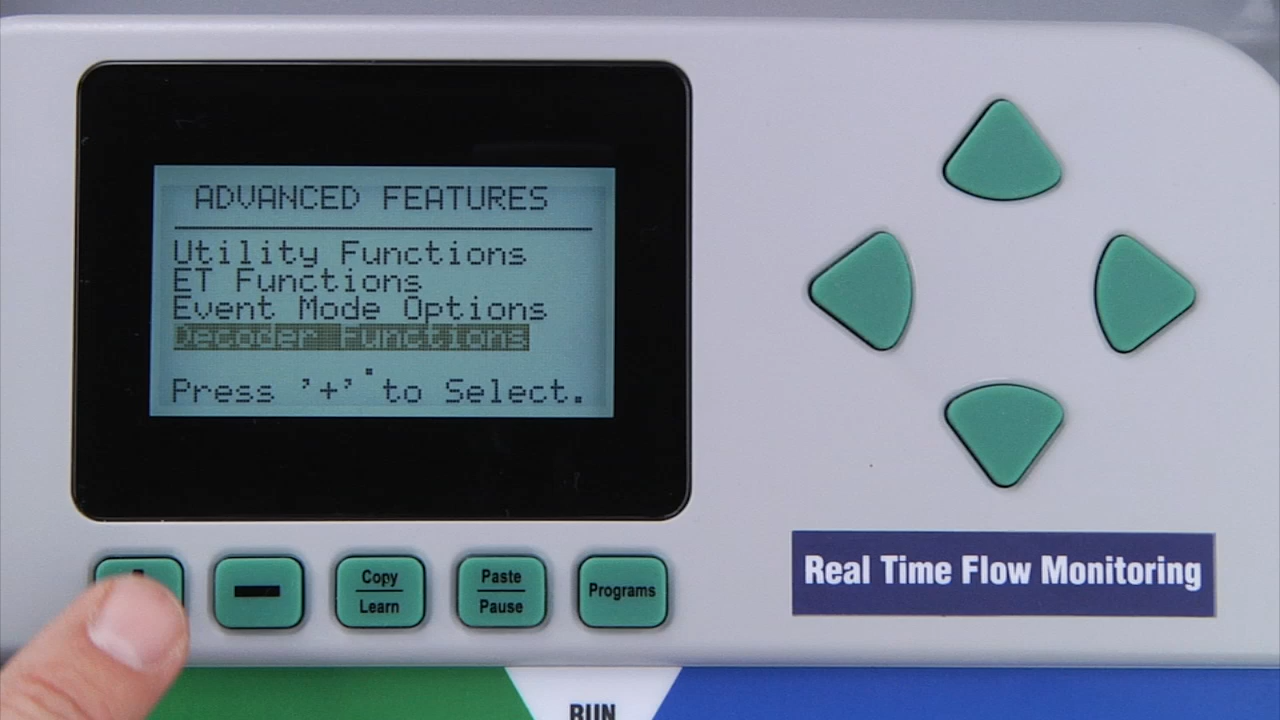 ADVANCED FEATURES
Utility Functions
ET Functions
Event Mode Options
Decoder Functions
Press '+' to Select.
Copy
Learn
Paste
Pause
Programs
Real Time Flow Monitoring
RUN